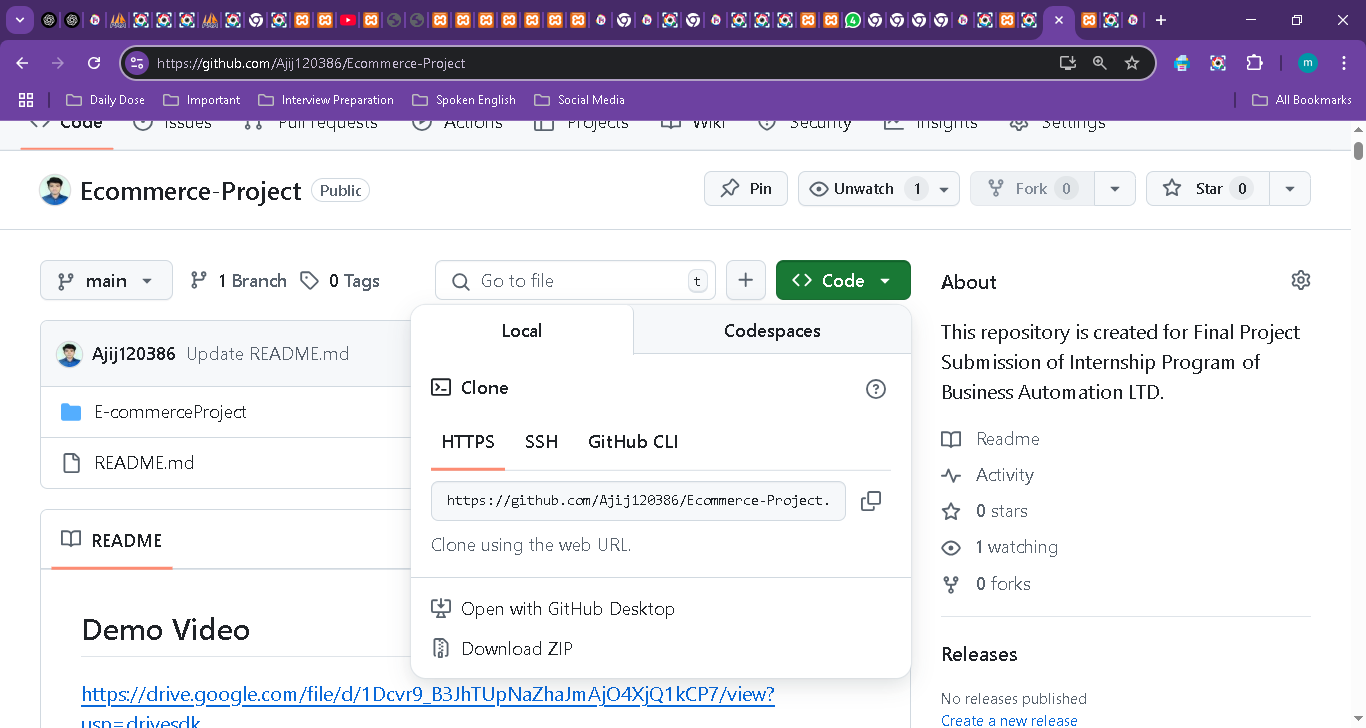 https://github.com/Ajij120386/Ecommerce-Project
m
Daily Dose
Important
Interview Preparation
Spoken English
Social Media
All Bookmarks
Code
Issues
Pull requests
Actions
Projects
Wiki
Security
Insights
Settings
Ecommerce-Project
Public
Pin
Unwatch 1
Fork 0
Star 0
main
1 Branch
0 Tags
Go to file
t
Code
Local
Codespaces
Clone
HTTPS
SSH
GitHub CLI
https://github.com/Ajij120386/Ecommerce-Project.
Clone using the web URL.
Open with GitHub Desktop
Download ZIP
Ajij120386 Update README.md
E-commerceProject
README.md
README
Demo Video
https://drive.google.com/file/d/1Dcvr9_B3JhTUpNaZhaJmAjO4XjQ1kCP7/view?
usp=drivesdk
About
This repository is created for Final Project
Submission of Internship Program of
Business Automation LTD.
Readme
Activity
0 stars
1 watching
0 forks
Releases
No releases published
Create a new release